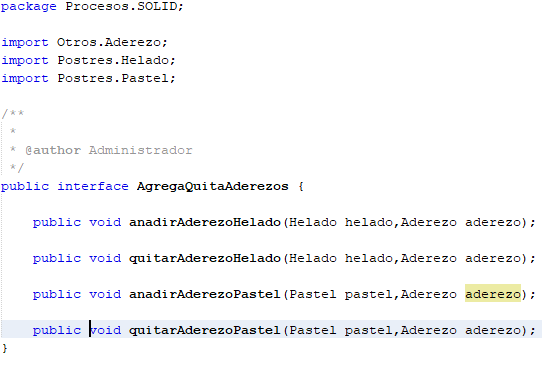 package Procesos.SOLID;
import Otros.Aderezo;
import Postres.Helado;
import Postres.Pastel;
/**
 *
 * @author Administrador
 */
public interface AgregaQuitaAderezos {
    public void anadirAderezoHelado(Helado helado,Aderezo aderezo);
    public void quitarAderezoHelado(Helado helado,Aderezo aderezo);
    public void anadirAderezoPastel(Pastel pastel,Aderezo aderezo);
    public void quitarAderezoPastel(Pastel pastel,Aderezo aderezo);
}